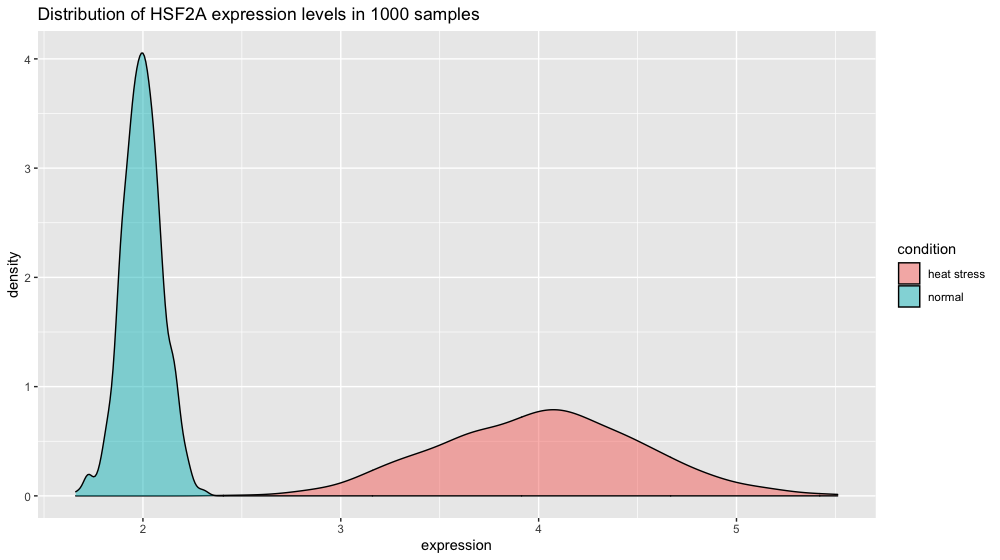 Distribution of HSF2A expression levels in 1000 samples
4
3
2
1
0
density
2 3 4 5
expression
condition
heat stress
normal